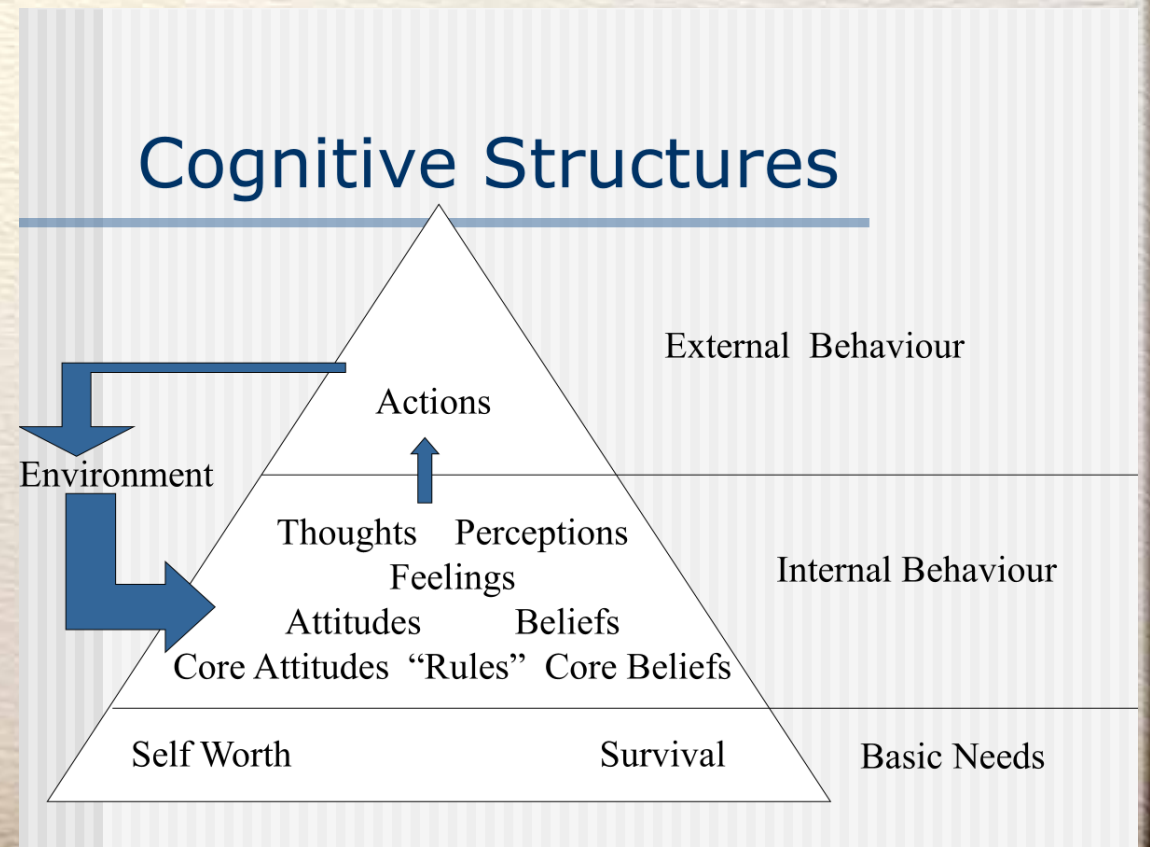 Cognitive Structures
External Behaviour
Actions
Environment
Thoughts Perceptions
Feelings
Internal Behaviour
Attitudes Beliefs
Core Attitudes “Rules” Core Beliefs
Self Worth Survival Basic Needs